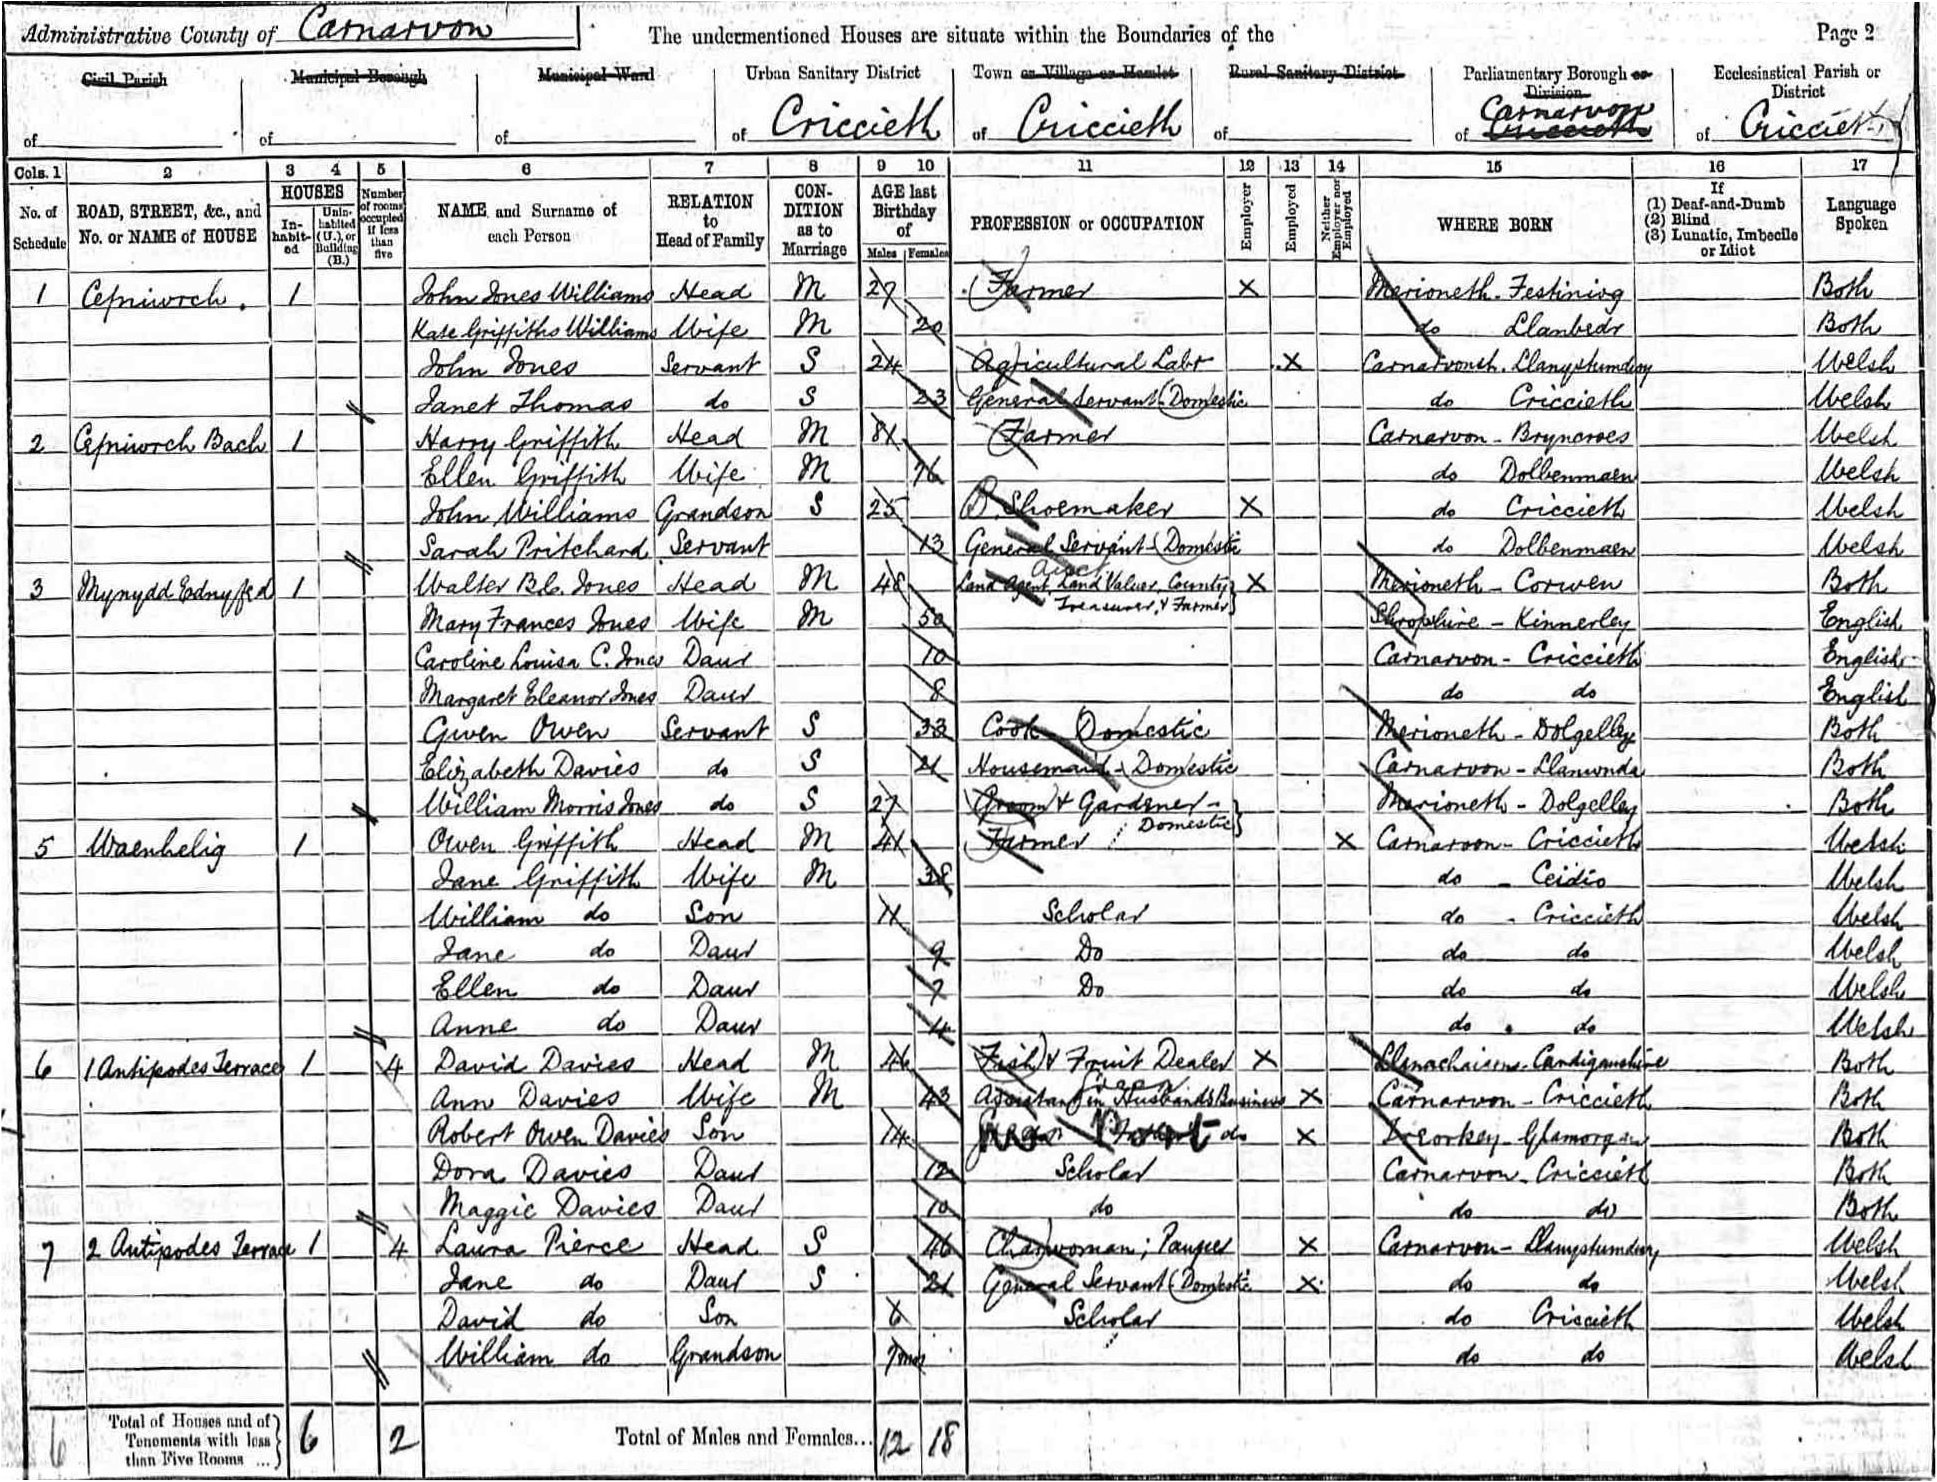 Administrative County of Carnarvon The undermentioned Houses are situate within the Boundaries of the Page 2
Civil Parish Municipal Borough Municipal Ward Urban Sanitary District Town or Village or Hamlet Rural Sanitary District Parliamentary Borough or Division Ecclesiastical Parish or District
of of of of Criccieth of Criccieth of of Carnarvon Criccieth of Criccieth
Cols. 1 2 3 4 5 6 7 8 9 10 11 12 13 14 15 16 17
No. of Schedule ROAD, STREET, &c., and No. or NAME of HOUSE HOUSES Inhabited Uninhabited (U.), or Building (B.) Number of rooms occupied if less than five NAME and Surname of each Person RELATION to Head of Family CONDITION as to Marriage AGE last Birthday of Males Females PROFESSION or OCCUPATION Employer Employed Neither Employer nor Employed WHERE BORN If (1) Deaf-and-Dumb (2) Blind (3) Lunatic, Imbecile or Idiot Language Spoken
1 Cefniwrch 1 John Jones Williams Head M 27 Farmer X Merioneth - Festiniog Both
Kate Griffiths Williams Wife M 20 do Llanbedr Both
John Jones Servant S 24 Agricultural Labr X Carnarvonsh. Llanystumdwy Welsh
Janet Thomas do S 23 General Servant (Domestic do Criccieth Welsh
2 Cefniwrch Bach 1 Harry Griffith Head M 81 Farmer Carnarvon - Bryncroes Welsh
Ellen Griffith Wife M 76 do Dolbenmaen Welsh
John Williams Grandson S 25 Shoemaker X do Criccieth Welsh
Sarah Pritchard Servant 13 General Servant (Domestic do Dolbenmaen Welsh
3 Mynydd Ednyfed 1 Walter B.C. Jones Head M 48 Land Agent, Land Valuer, County Treasurer, & Farmer X Merioneth - Corwen Both
Mary Frances Jones Wife M 50 Shropshire - Kinnerley English
Caroline Louisa C. Jones Daur 10 Carnarvon - Criccieth English
Margaret Eleanor Jones Daur 8 do do English
Gwen Owen Servant S 33 Cook (Domestic Merioneth - Dolgelley Both
Elizabeth Davies do S 21 Housemaid - (Domestic Carnarvon - Llanwnda Both
William Morris Jones do S 27 Groom & Gardener - Domestic Merioneth - Dolgelley Both
5 Waenhelig 1 Owen Griffith Head M 41 Farmer X Carnarvon - Criccieth Welsh
Jane Griffith Wife M 38 do - Ceidio Welsh
William do Son 11 Scholar do - Criccieth Welsh
Jane do Daur 9 Do do do Welsh
Ellen do Daur 7 Do do do Welsh
Anne do Daur 4 do do Welsh
6 1 Antipodes Terrace 1 4 David Davies Head M 46 Fish & Fruit Dealer X Cardiganshire Both
Ann Davies Wife M 43 Assistant in Husband's Business X Carnarvon - Criccieth Both
Robert Owen Davies Son 14 do X Treorkey - Glamorgan Both
Dora Davies Daur 12 Scholar Carnarvon - Criccieth Both
Maggie Davies Daur 10 do do do Both
7 2 Antipodes Terrace 1 4 Laura Pierce Head S 46 Charwoman; Pauper X Carnarvon - Llanystumdwy Welsh
Jane do Daur S 21 General Servant (Domestic X do do Welsh
David do Son 6 Scholar do Criccieth Welsh
William do Grandson 7mos do do Welsh
6 Total of Houses and of Tenements with less than Five Rooms ... 6 2 Total of Males and Females... 12 18